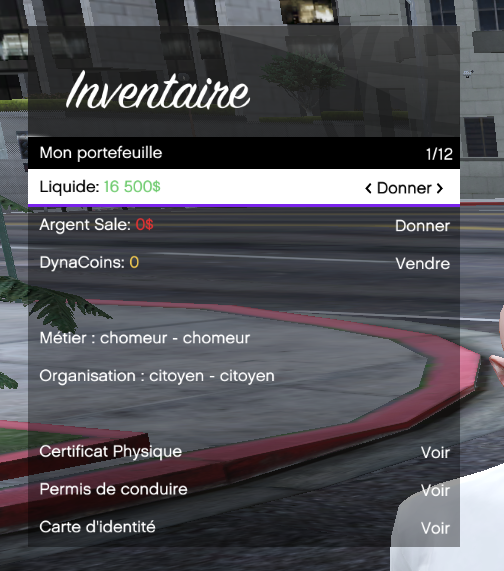 Inventaire
Mon portefeuille 1/12
Liquide: 16 500$ < Donner >
Argent Sale: 0$ Donner
DynaCoins: 0 Vendre
Métier : chomeur - chomeur
Organisation : citoyen - citoyen
Certificat Physique Voir
Permis de conduire Voir
Carte d'identité Voir